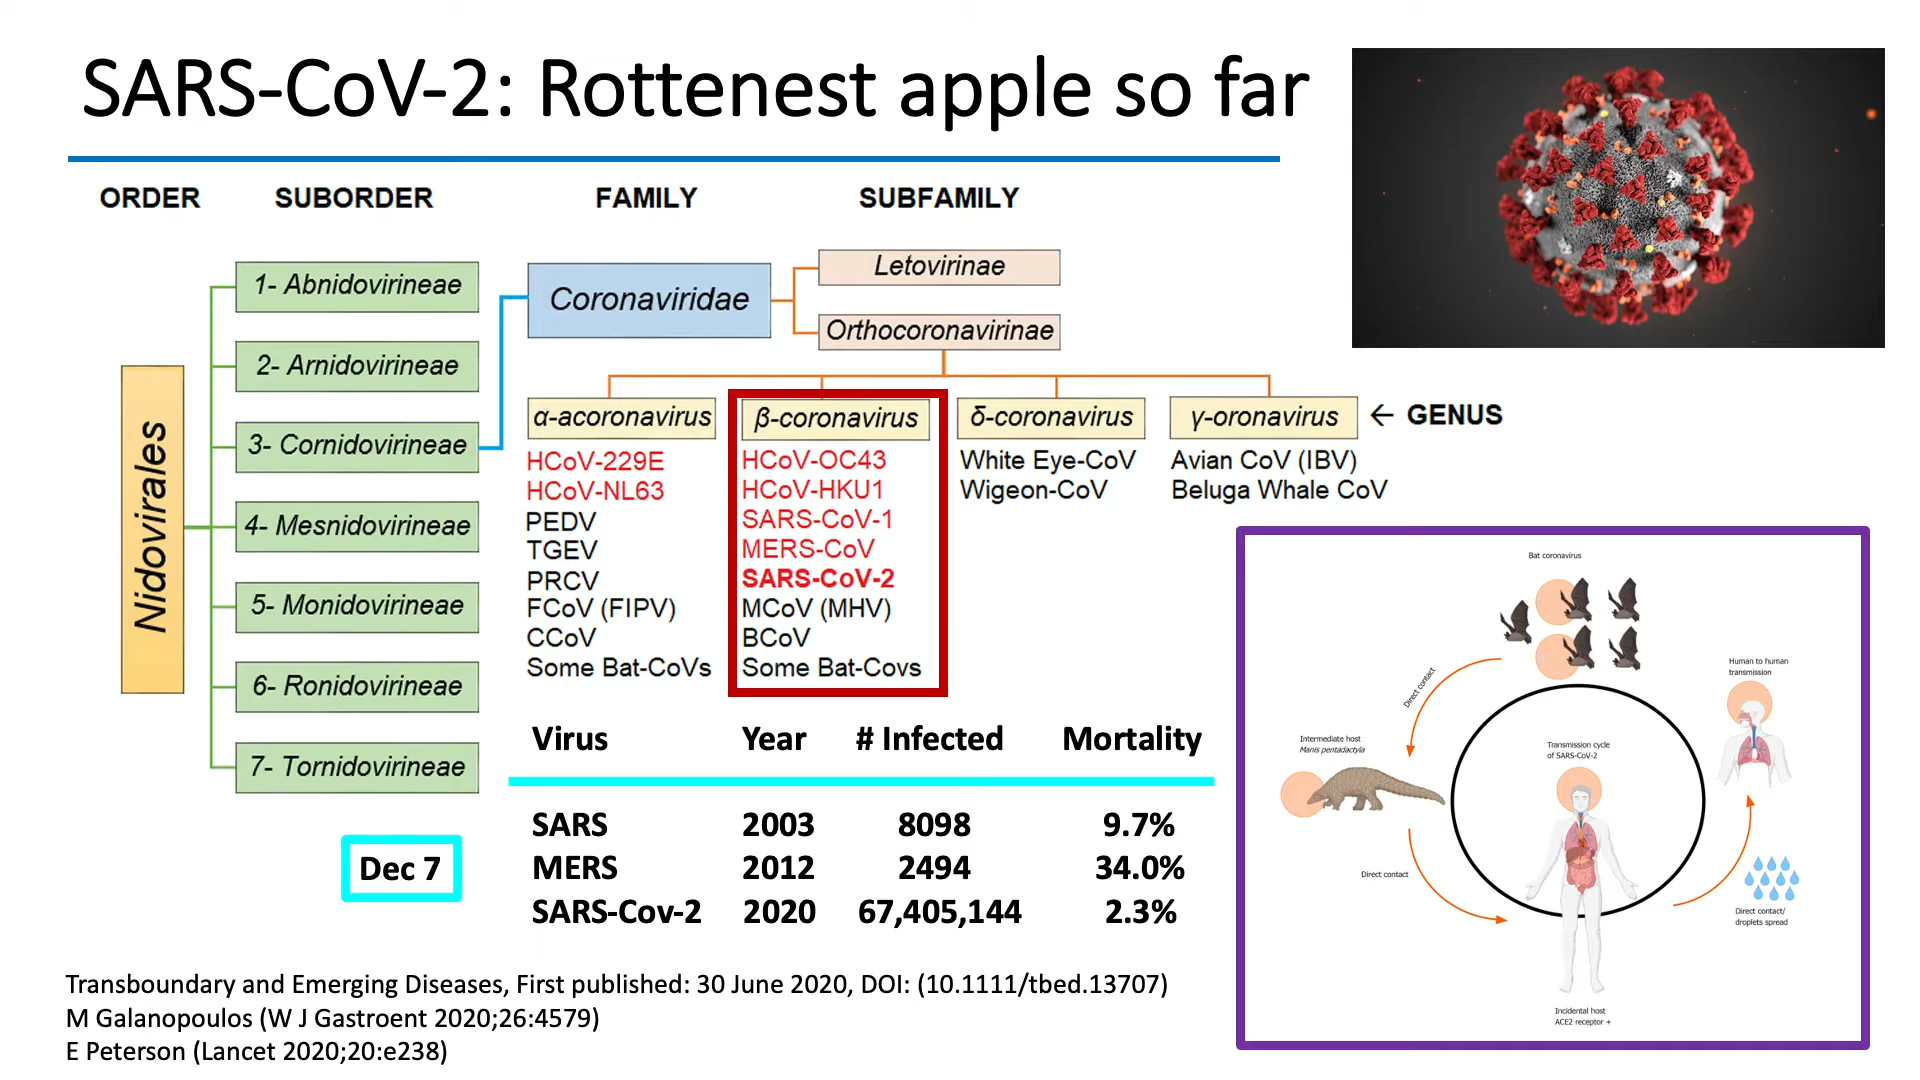 SARS-CoV-2: Rottenest apple so far
ORDER SUBORDER FAMILY SUBFAMILY
Nidovirales
1- Abnidovirineae
2- Arnidovirineae
3- Cornidovirineae
4- Mesnidovirineae
5- Monidovirineae
6- Ronidovirineae
7- Tornidovirineae
Coronaviridae
Letovirinae
Orthocoronavirinae
α-acoronavirus
HCoV-229E
HCoV-NL63
PEDV
TGEV
PRCV
FCoV (FIPV)
CCoV
Some Bat-CoVs
β-coronavirus
HCoV-OC43
HCoV-HKU1
SARS-CoV-1
MERS-CoV
SARS-CoV-2
MCoV (MHV)
BCoV
Some Bat-Covs
δ-coronavirus
White Eye-CoV
Wigeon-CoV
γ-oronavirus
Avian CoV (IBV)
Beluga Whale CoV
← GENUS
Virus Year # Infected Mortality
SARS 2003 8098 9.7%
MERS 2012 2494 34.0%
SARS-Cov-2 2020 67,405,144 2.3%
Dec 7
Bat coronavirus
Direct contact
Intermediate host
Manis pentadactyla
Direct contact
Transmission cycle
of SARS-CoV-2
Human to human
transmission
Direct contact/
droplets spread
Incidental host
ACE2 receptor +
Transboundary and Emerging Diseases, First published: 30 June 2020, DOI: (10.1111/tbed.13707)
M Galanopoulos (W J Gastroent 2020;26:4579)
E Peterson (Lancet 2020;20:e238)